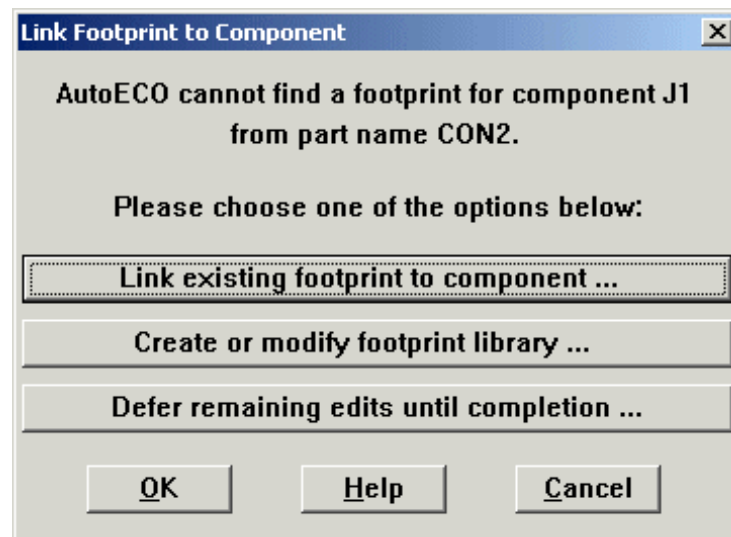 Link Footprint to Component
AutoECO cannot find a footprint for component J1
from part name CON2.
Please choose one of the options below:
Link existing footprint to component ...
Create or modify footprint library ...
Defer remaining edits until completion ...
OK Help Cancel